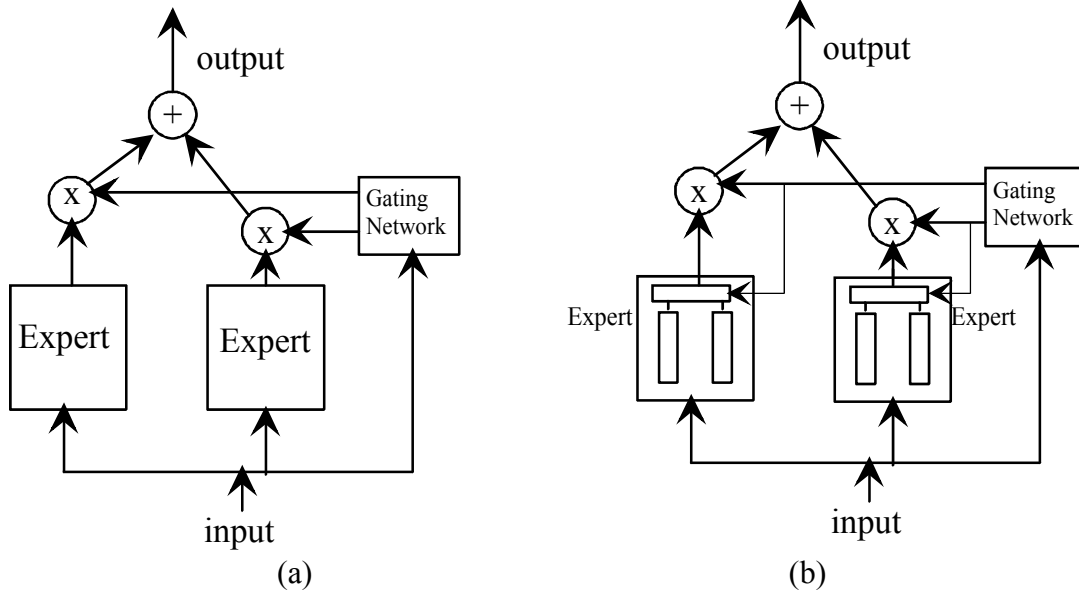 output
+
x
Gating
Network
x
Expert
Expert
input
(a)
output
+
x
Gating
Network
x
Expert
Expert
input
(b)